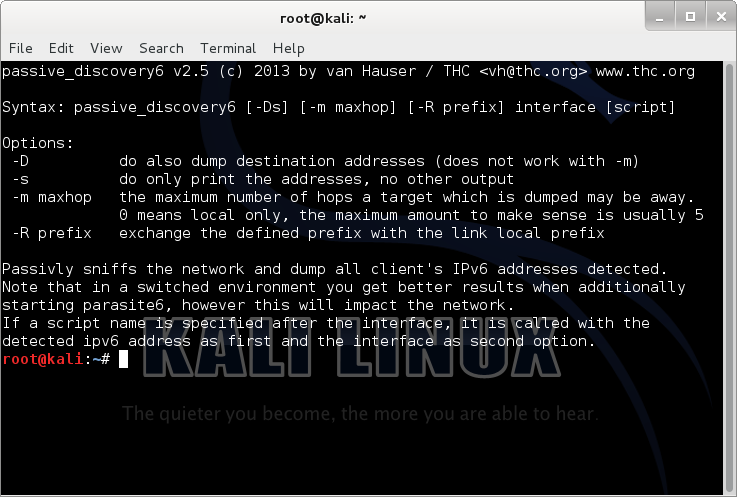 root@kali: ~
File Edit View Search Terminal Help
passive_discovery6 v2.5 (c) 2013 by van Hauser / THC <vh@thc.org> www.thc.org
Syntax: passive_discovery6 [-Ds] [-m maxhop] [-R prefix] interface [script]
Options:
-D do also dump destination addresses (does not work with -m)
-s do only print the addresses, no other output
-m maxhop the maximum number of hops a target which is dumped may be away.
0 means local only, the maximum amount to make sense is usually 5
-R prefix exchange the defined prefix with the link local prefix
Passivly sniffs the network and dump all client's IPv6 addresses detected.
Note that in a switched environment you get better results when additionally
starting parasite6, however this will impact the network.
If a script name is specified after the interface, it is called with the
detected ipv6 address as first and the interface as second option.
root@kali:~#
KALI LINUX
The quieter you become, the more you are able to hear.